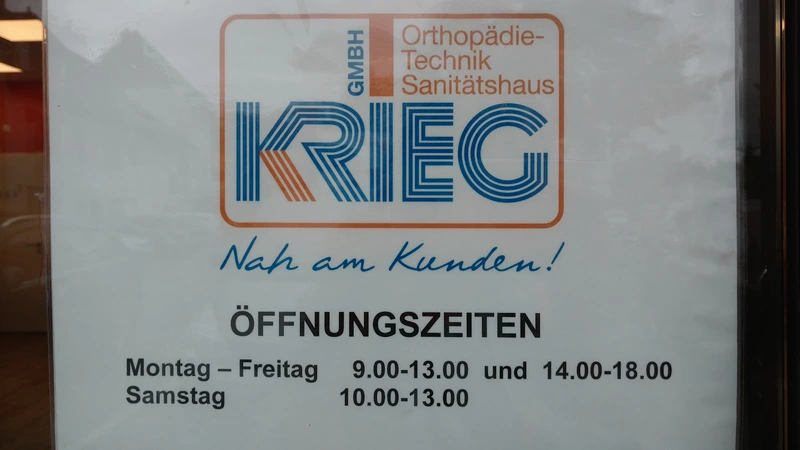 GMBH
Orthopädie-
Technik
Sanitätshaus
KRIEG
Nah am Kunden!
ÖFFNUNGSZEITEN
Montag – Freitag 9.00-13.00 und 14.00-18.00
Samstag 10.00-13.00